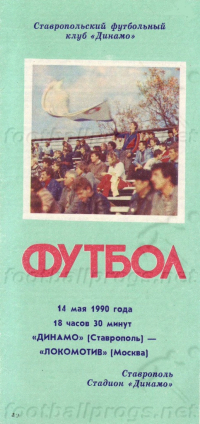 Ставропольский футбольный
клуб «Динамо»
ФУТБОЛ
14 мая 1990 года
18 часов 30 минут
«ДИНАМО» (Ставрополь) —
«ЛОКОМОТИВ» (Москва)
Ставрополь
Стадион «Динамо»
footballprogs.net